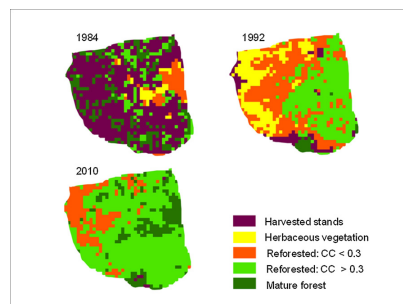 1984
1992
2010
Harvested stands
Herbaceous vegetation
Reforested: CC < 0.3
Reforested: CC > 0.3
Mature forest